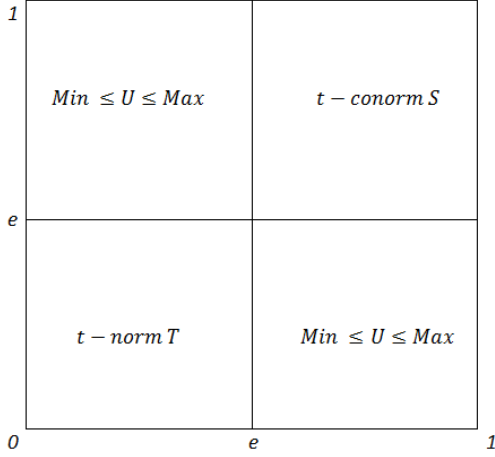 1
Min ≤ U ≤ Max t − conorm S
e
t − norm T Min ≤ U ≤ Max
0 e 1